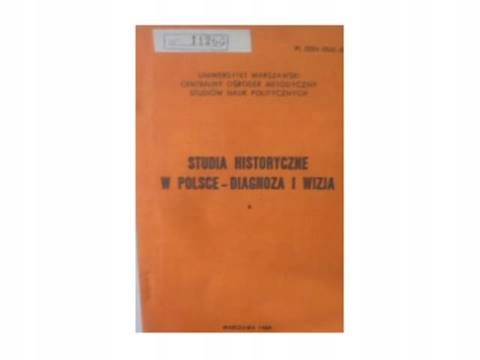 UNIWERSYTET WARSZAWSKI
CENTRALNY OŚRODEK METODYCZNY
STUDIÓW NAUK POLITYCZNYCH
STUDIA HISTORYCZNE
W POLSCE - DIAGNOZA I WIZJA
WARSZAWA